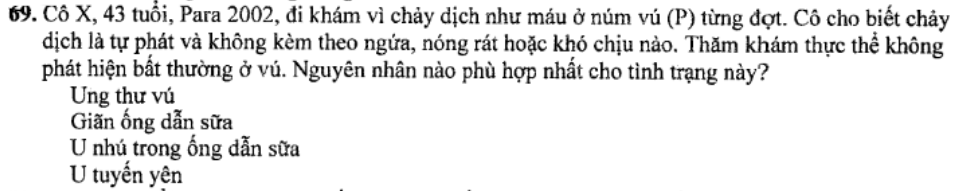 69. Cô X, 43 tuổi, Para 2002, đi khám vì chảy dịch như máu ở núm vú (P) từng đợt. Cô cho biết chảy
dịch là tự phát và không kèm theo ngứa, nóng rát hoặc khó chịu nào. Thăm khám thực thể không
phát hiện bất thường ở vú. Nguyên nhân nào phù hợp nhất cho tình trạng này?
Ung thư vú
Giãn ống dẫn sữa
U nhú trong ống dẫn sữa
U tuyến yên